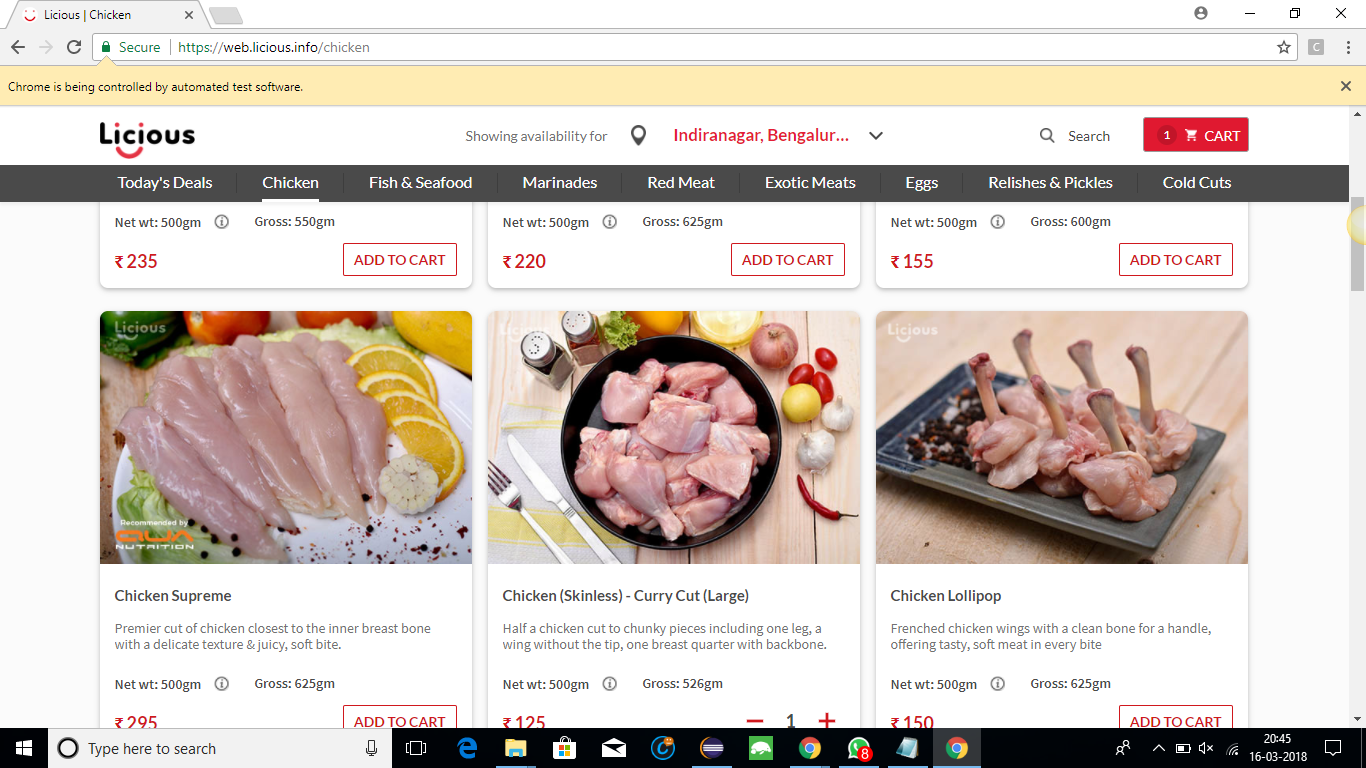 Licious | Chicken
Secure
https://web.licious.info/chicken
C
Chrome is being controlled by automated test software.
Licious
Showing availability for
Indiranagar, Bengalur...
Search
1 CART
Today's Deals
Chicken
Fish & Seafood
Marinades
Red Meat
Exotic Meats
Eggs
Relishes & Pickles
Cold Cuts
Net wt: 500gm
Gross: 550gm
₹ 235
ADD TO CART
Net wt: 500gm
Gross: 625gm
₹ 220
ADD TO CART
Net wt: 500gm
Gross: 600gm
₹ 155
ADD TO CART
Licious
Recommended by
QUA
NUTRITION
Chicken Supreme
Premier cut of chicken closest to the inner breast bone
with a delicate texture & juicy, soft bite.
Net wt: 500gm
Gross: 625gm
₹ 295
ADD TO CART
Licious
S
Chicken (Skinless) - Curry Cut (Large)
Half a chicken cut to chunky pieces including one leg, a
wing without the tip, one breast quarter with backbone.
Net wt: 500gm
Gross: 526gm
₹ 125
1
Licious
Chicken Lollipop
Frenched chicken wings with a clean bone for a handle,
offering tasty, soft meat in every bite
Net wt: 500gm
Gross: 625gm
₹ 150
ADD TO CART
Type here to search
8
20:45
16-03-2018